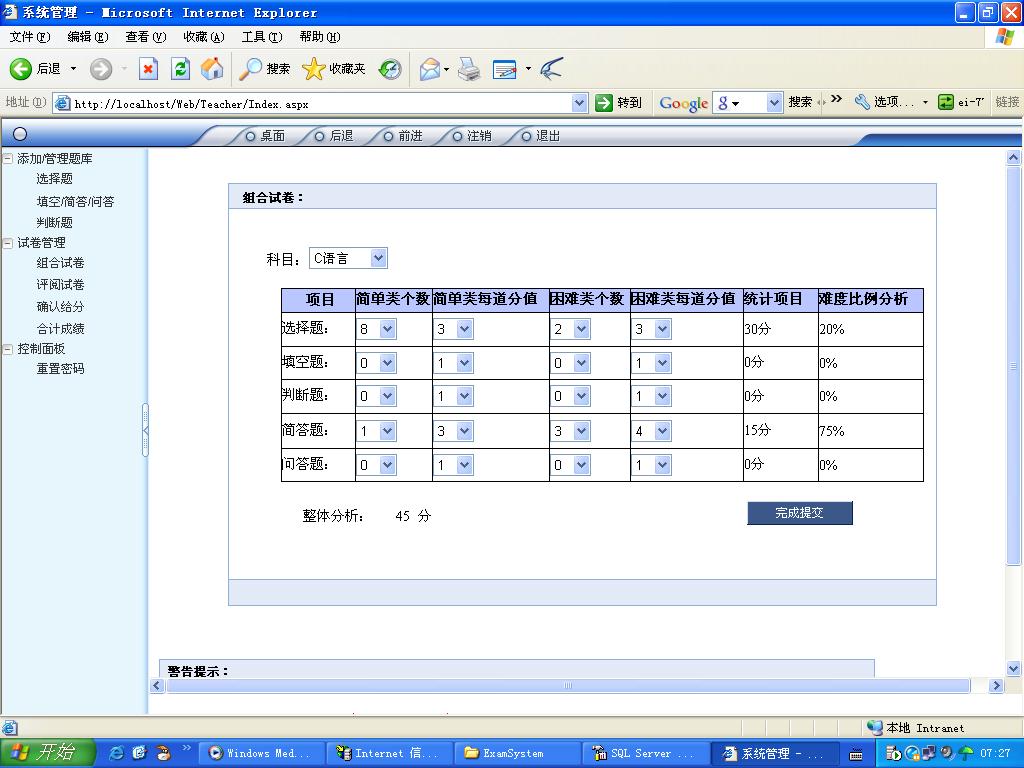 系统管理 - Microsoft Internet Explorer
文件(F) 编辑(E) 查看(V) 收藏(A) 工具(T) 帮助(H)
后退 搜索 收藏夹
地址(D) http://localhost/Web/Teacher/Index.aspx 转到 Google 搜索 » 选项... ei-7 链接
桌面 后退 前进 注销 退出
添加/管理题库
选择题
填空/简答/问答
判断题
试卷管理
组合试卷
评阅试卷
确认给分
合计成绩
控制面板
重置密码
组合试卷：
科目： C语言
项目 简单类个数 简单类每道分值 困难类个数 困难类每道分值 统计项目 难度比例分析
选择题： 8 3 2 3 30分 20%
填空题： 0 1 0 1 0分 0%
判断题： 0 1 0 1 0分 0%
简答题： 1 3 3 4 15分 75%
问答题： 0 1 0 1 0分 0%
整体分析： 45 分 完成提交
警告提示：
本地 Intranet
开始 » Windows Med... Internet 信... ExamSystem SQL Server ... 系统管理 - ... 07:27